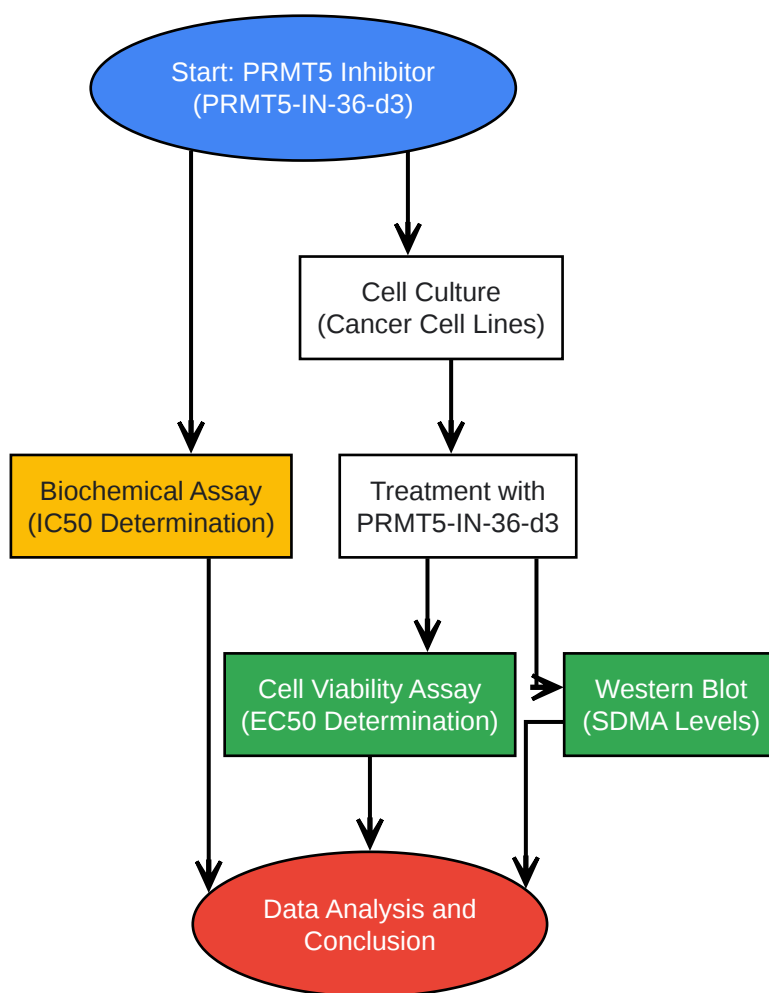 Start: PRMT5 Inhibitor
(PRMT5-IN-36-d3)
Cell Culture
(Cancer Cell Lines)
Biochemical Assay
(IC50 Determination)
Treatment with
PRMT5-IN-36-d3
Cell Viability Assay
(EC50 Determination)
Western Blot
(SDMA Levels)
Data Analysis and
Conclusion